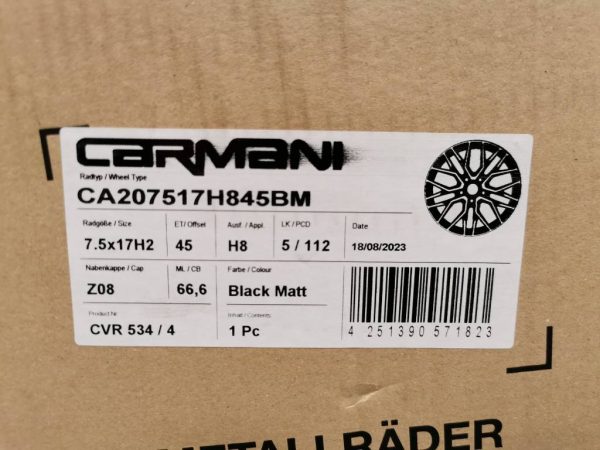 CARMANI
Radtyp / Wheel Type
CA207517H845BM
Radgöße / Size ET/ Offset Ausf. / Appl. LK / PCD Date
7.5x17H2 45 H8 5 / 112 18/08/2023
Nabenkappe / Cap ML / CB Farbe / Colour
Z08 66,6 Black Matt
Product Nr. Inhalt / Contents
CVR 534 / 4 1 Pc
4 251390 571823
METALLRÄDER